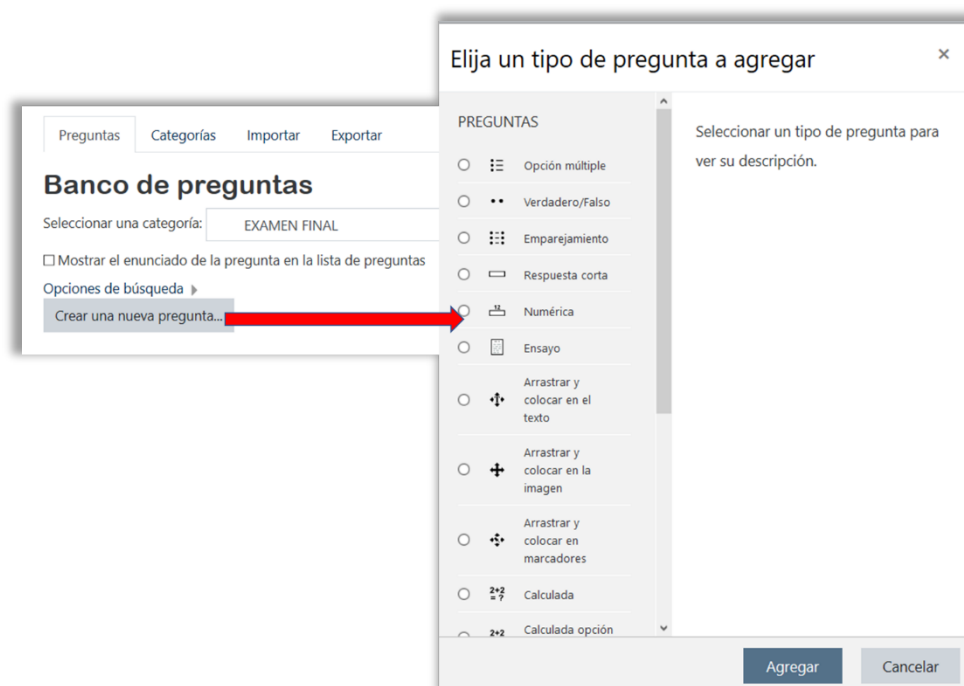 Preguntas Categorías Importar Exportar
Banco de preguntas
Seleccionar una categoría: EXAMEN FINAL
Mostrar el enunciado de la pregunta en la lista de preguntas
Opciones de búsqueda
Crear una nueva pregunta...
Elija un tipo de pregunta a agregar ×
PREGUNTAS
Opción múltiple
Verdadero/Falso
Emparejamiento
Respuesta corta
12 Numérica
Ensayo
Arrastrar y
colocar en el
texto
Arrastrar y
colocar en la
imagen
Arrastrar y
colocar en
marcadores
2+2
= ? Calculada
2+2 Calculada opción
Seleccionar un tipo de pregunta para
ver su descripción.
Agregar Cancelar